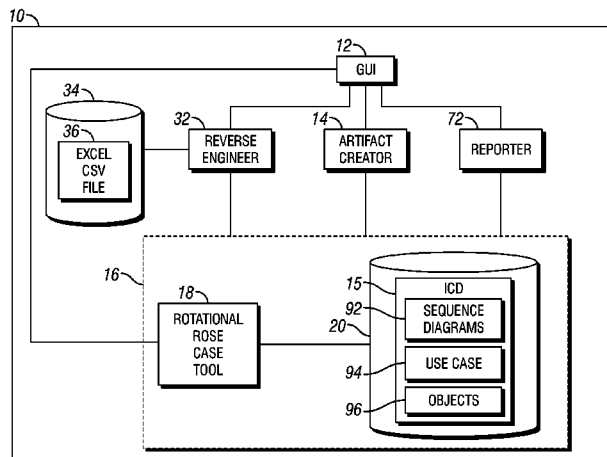 10
12
GUI
34
36
EXCEL
CSV
FILE
32
REVERSE
ENGINEER
14
ARTIFACT
CREATOR
72
REPORTER
16
18
ROTATIONAL
ROSE
CASE
TOOL
20
15
ICD
92
SEQUENCE
DIAGRAMS
94
USE CASE
96
OBJECTS